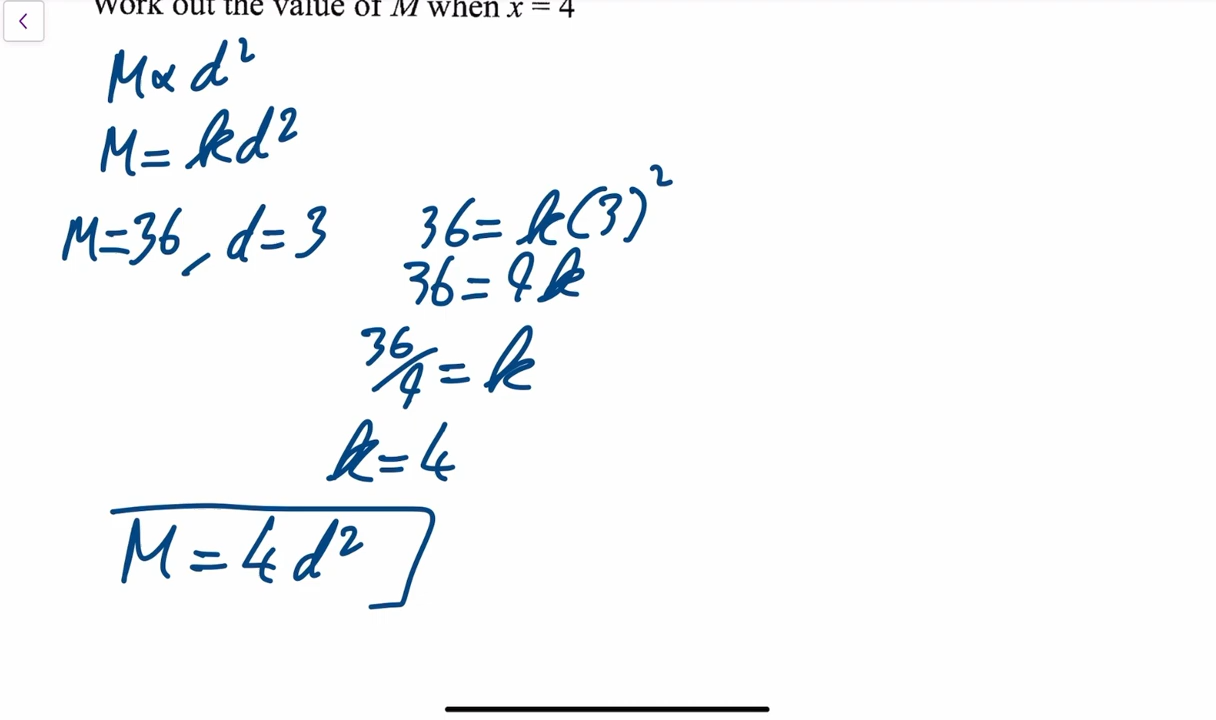 Work out the value of M when x = 4
M ∝ d²
M = kd²
M=36, d=3
36 = k(3)²
36 = 9k
36/9 = k
k = 4
M = 4d²